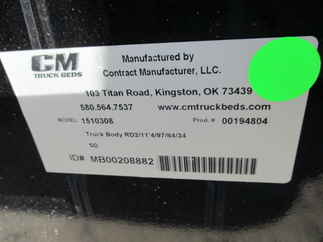 CM
TRUCK BEDS
Manufactured by
Contract Manufacturer, LLC.
103 Titan Road, Kingston, OK 73439
580.564.7537 www.cmtruckbeds.com
MODEL: 1510308 Prod.# 00194804
Truck Body RD2/11'4/97/84/34
SG
ID# MB00208882